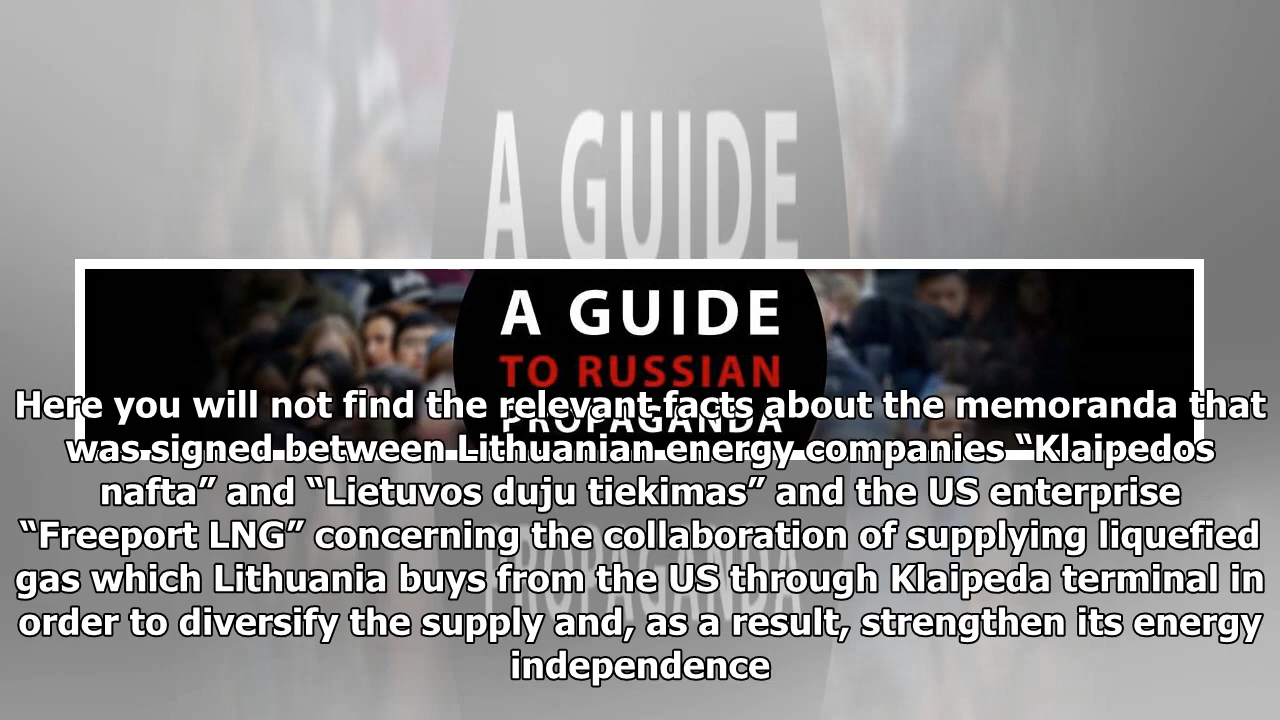 A GUIDE
A GUIDE
TO RUSSIAN
PROPAGANDA
Here you will not find the relevant facts about the memoranda that
was signed between Lithuanian energy companies “Klaipedos
nafta” and “Lietuvos duju tiekimas” and the US enterprise
“Freeport LNG” concerning the collaboration of supplying liquefied
gas which Lithuania buys from the US through Klaipeda terminal in
order to diversify the supply and, as a result, strengthen its energy
independence
PROPAGANDA